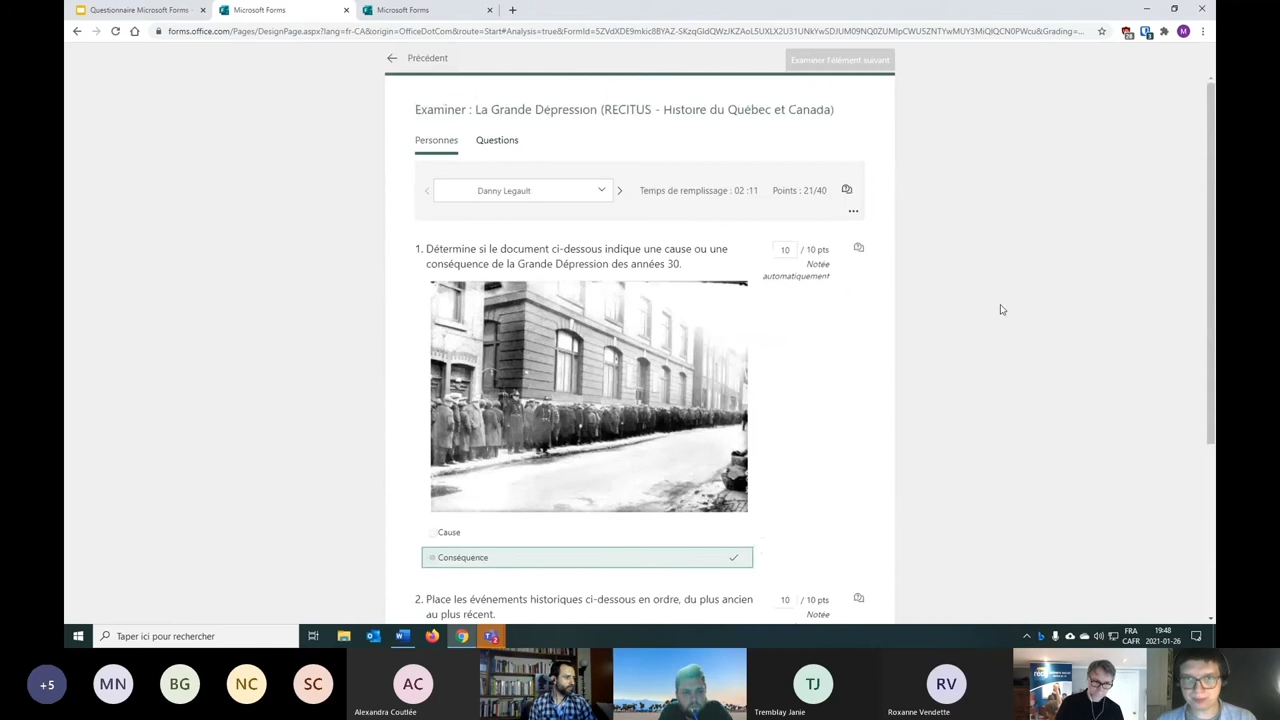 Questionnaire Microsoft Forms -
Microsoft Forms
Microsoft Forms
Précédent
Examiner l'élément suivant
Examiner : La Grande Dépression (RECITUS - Histoire du Québec et Canada)
Personnes
Questions
Danny Legault
Temps de remplissage : 02 :11
Points : 21/40
1. Détermine si le document ci-dessous indique une cause ou une
conséquence de la Grande Dépression des années 30.
10 / 10 pts
Notée
automatiquement
Cause
Conséquence
2. Place les événements historiques ci-dessous en ordre, du plus ancien
au plus récent.
10 / 10 pts
Notée
Taper ici pour rechercher
FRA
CAFR
19:48
2021-01-26
+5
MN
BG
NC
SC
AC
Alexandra Coutlée
TJ
Tremblay Janie
RV
Roxanne Vendette